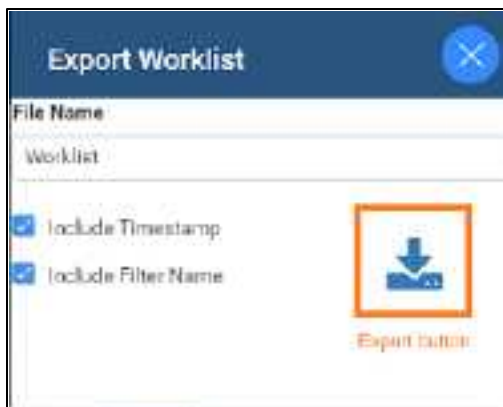 Export Worklist
File Name
Worklist
Include Timestamp
Include Filter Name
Export button